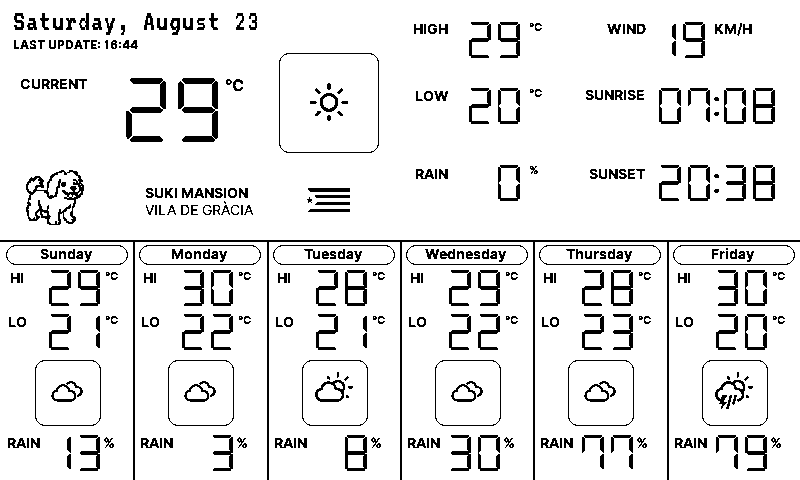 Saturday, August 23
LAST UPDATE: 16:44
CURRENT 29 °C
HIGH 29 °C
WIND 19 KM/H
LOW 20 °C
SUNRISE 07:08
RAIN 0 %
SUNSET 20:38
SUKI MANSION
VILA DE GRÀCIA
Sunday
HI 29 °C
LO 21 °C
RAIN 13 %
Monday
HI 30 °C
LO 22 °C
RAIN 3 %
Tuesday
HI 28 °C
LO 21 °C
RAIN 8 %
Wednesday
HI 29 °C
LO 22 °C
RAIN 30 %
Thursday
HI 28 °C
LO 23 °C
RAIN 77 %
Friday
HI 30 °C
LO 20 °C
RAIN 79 %